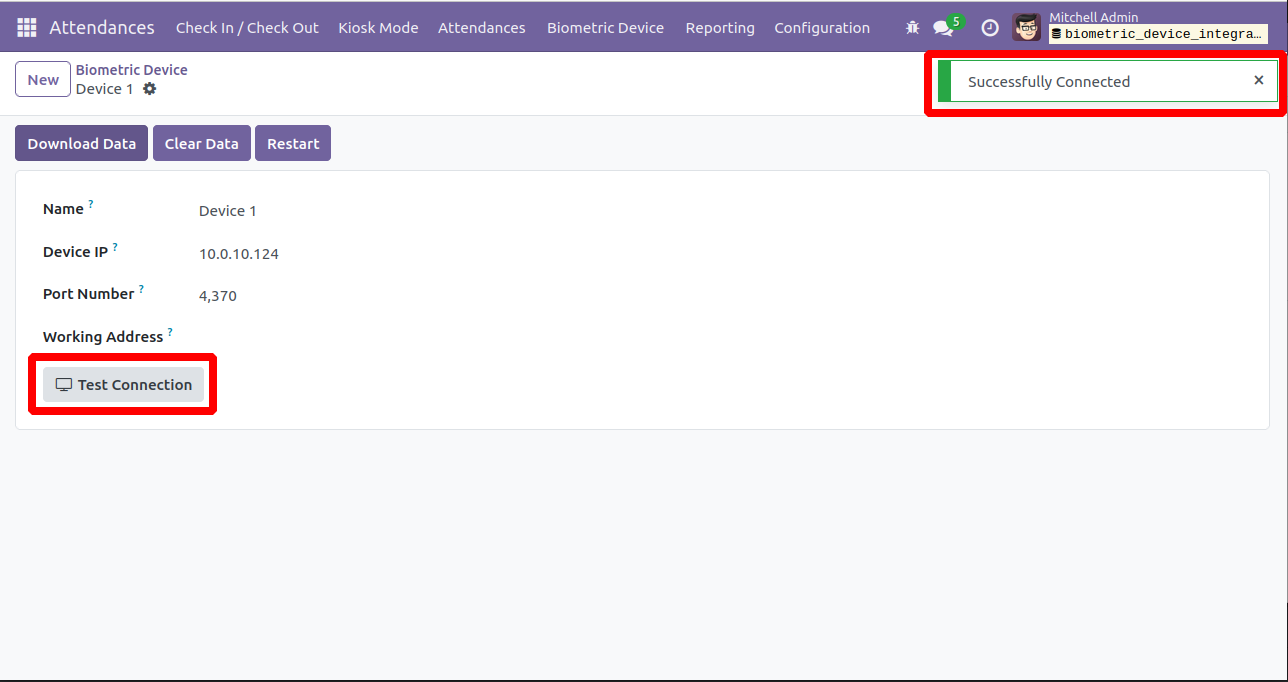 Attendances Check In / Check Out Kiosk Mode Attendances Biometric Device Reporting Configuration 5 Mitchell Admin
biometric_device_integra…
New Biometric Device
Device 1
Successfully Connected ×
Download Data Clear Data Restart
Name ? Device 1
Device IP ? 10.0.10.124
Port Number ? 4,370
Working Address ?
Test Connection